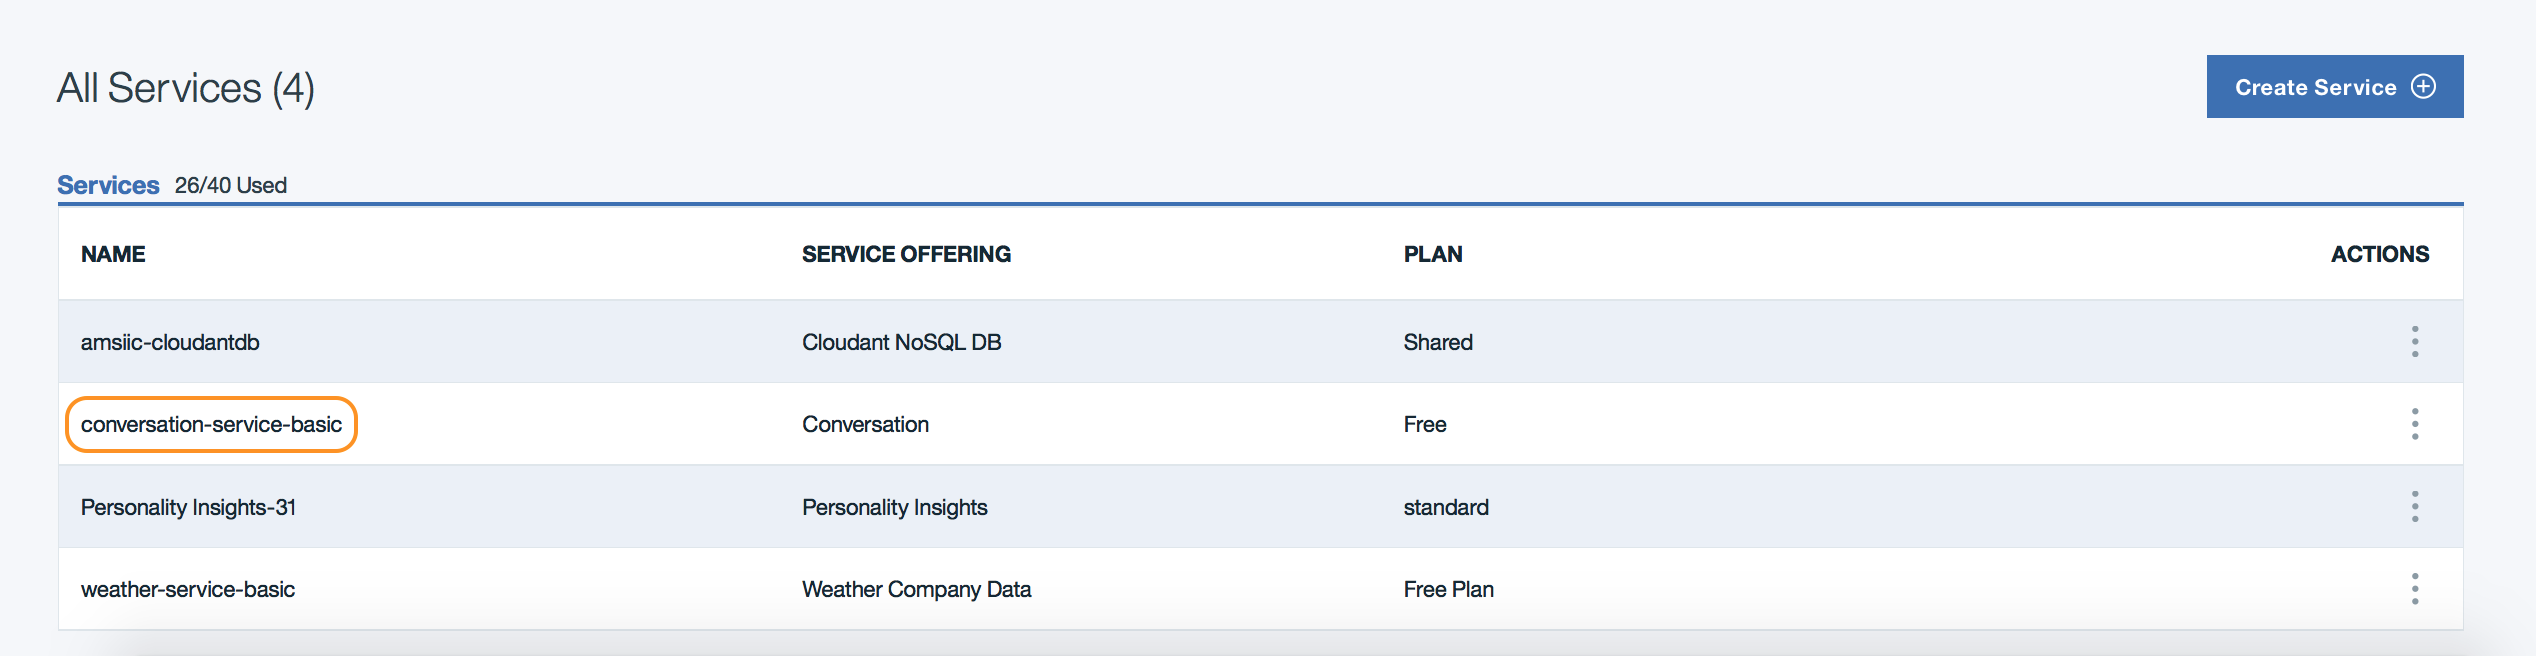 All Services (4)
Create Service
Services 26/40 Used
NAME SERVICE OFFERING PLAN ACTIONS
amsiic-cloudantdb Cloudant NoSQL DB Shared
conversation-service-basic Conversation Free
Personality Insights-31 Personality Insights standard
weather-service-basic Weather Company Data Free Plan